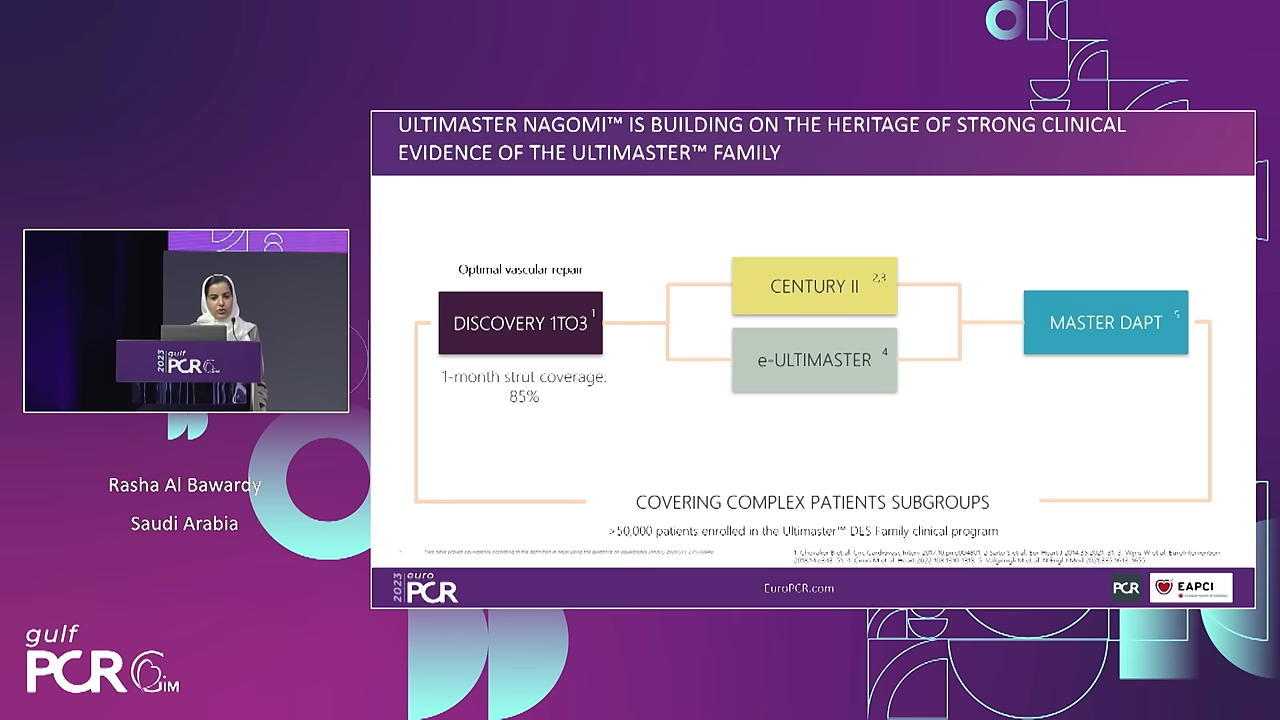 ULTIMASTER NAGOMI™ IS BUILDING ON THE HERITAGE OF STRONG CLINICAL
EVIDENCE OF THE ULTIMASTER™ FAMILY
Optimal vascular repair
DISCOVERY 1TO3 1
1-month strut coverage:
85%
CENTURY II 2,3
e-ULTIMASTER 4
MASTER DAPT 5
COVERING COMPLEX PATIENTS SUBGROUPS
>50,000 patients enrolled in the Ultimaster™ DES Family clinical program
2023 euro
PCR
EuroPCR.com
PCR
EAPCI
2023 gulf
PCR GIM
Rasha Al Bawardy
Saudi Arabia
gulf
PCR GIM